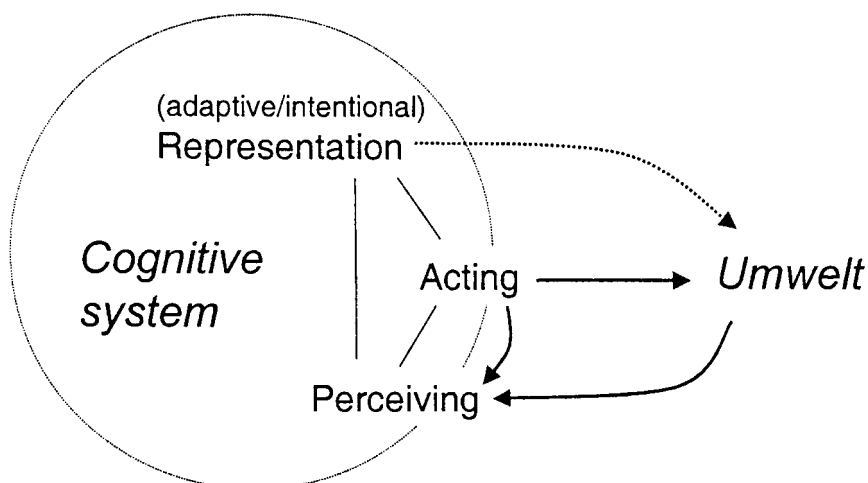 (adaptive/intentional)
Representation
Cognitive
system
Acting
Umwelt
Perceiving